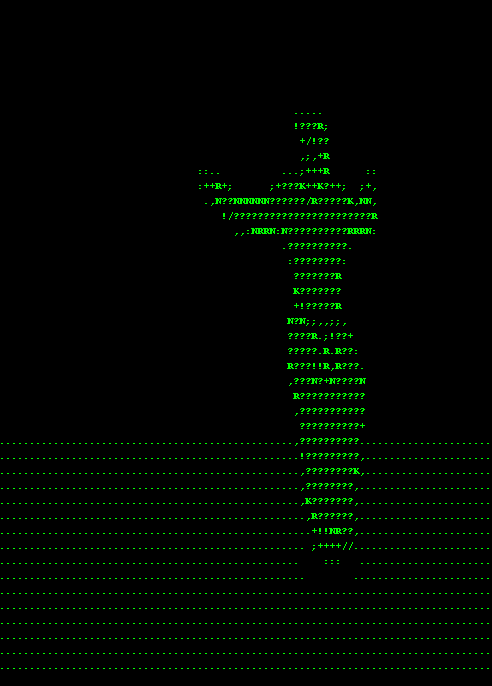 .....
!???R;
+/!??
,;,+R
::.. ...;+++R ::
:++R+; ;+???K++K?++; ;+,
.,N??NNNNNN??????/R?????K,NN,
!/???????????????????????R
,,:NRRN:N??????????RRRN:
.??????????.
:????????:
???????R
K???????
+!?????R
N?N;;,,;;,
????R.;!??+
?????.R.R??:
R???!!R,R???.
,???N?+N????N
R???????????
,???????????
??????????+
.................................................,??????????......................
..................................................!?????????,.....................
..................................................,????????K,.....................
..................................................,????????,......................
..................................................,K???????,......................
...................................................,R??????,......................
................................................... +!!NR??,......................
................................................... ;++++//.......................
.................................................. ::: ......................
................................................... .......................
..................................................................................
..................................................................................
..................................................................................
..................................................................................
..................................................................................
..................................................................................